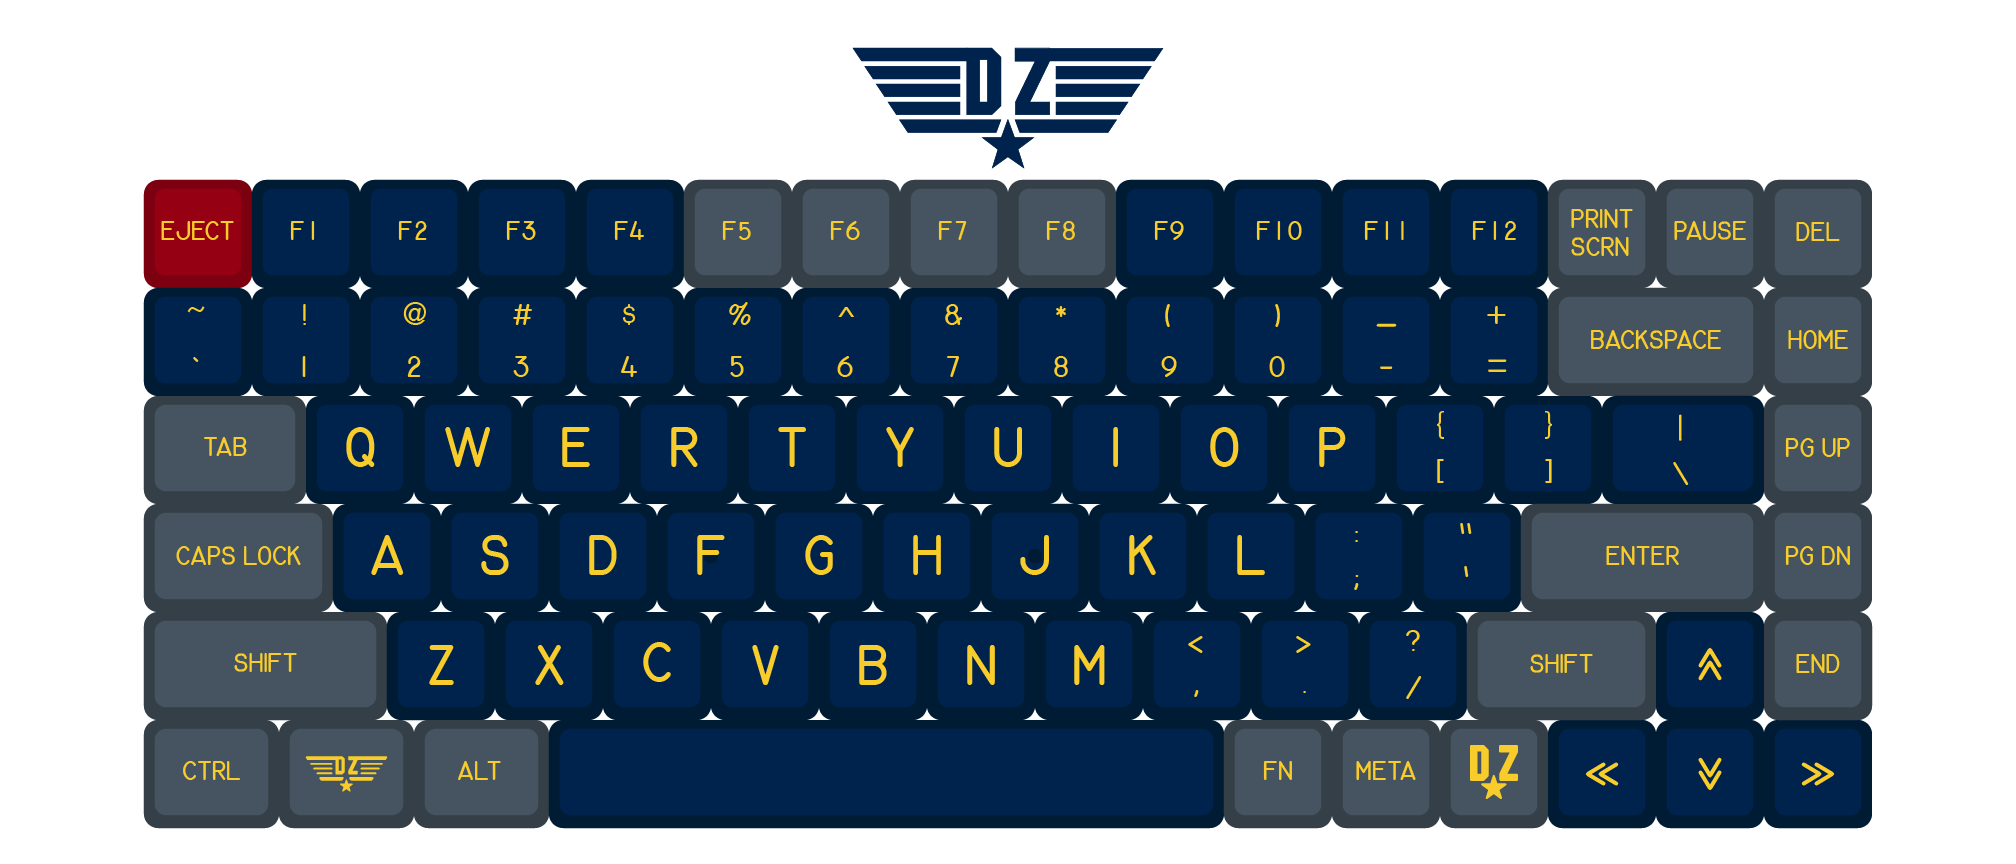 DZ
EJECT F1 F2 F3 F4 F5 F6 F7 F8 F9 F10 F11 F12 PRINT SCRN PAUSE DEL
~ ! @ # $ % ^ & * ( ) _ +
` 1 2 3 4 5 6 7 8 9 0 - = BACKSPACE HOME
TAB Q W E R T Y U I O P { [ } ] | \ PG UP
CAPS LOCK A S D F G H J K L : ; " ' ENTER PG DN
SHIFT Z X C V B N M < , > . ? / SHIFT END
CTRL DZ ALT FN META DZ